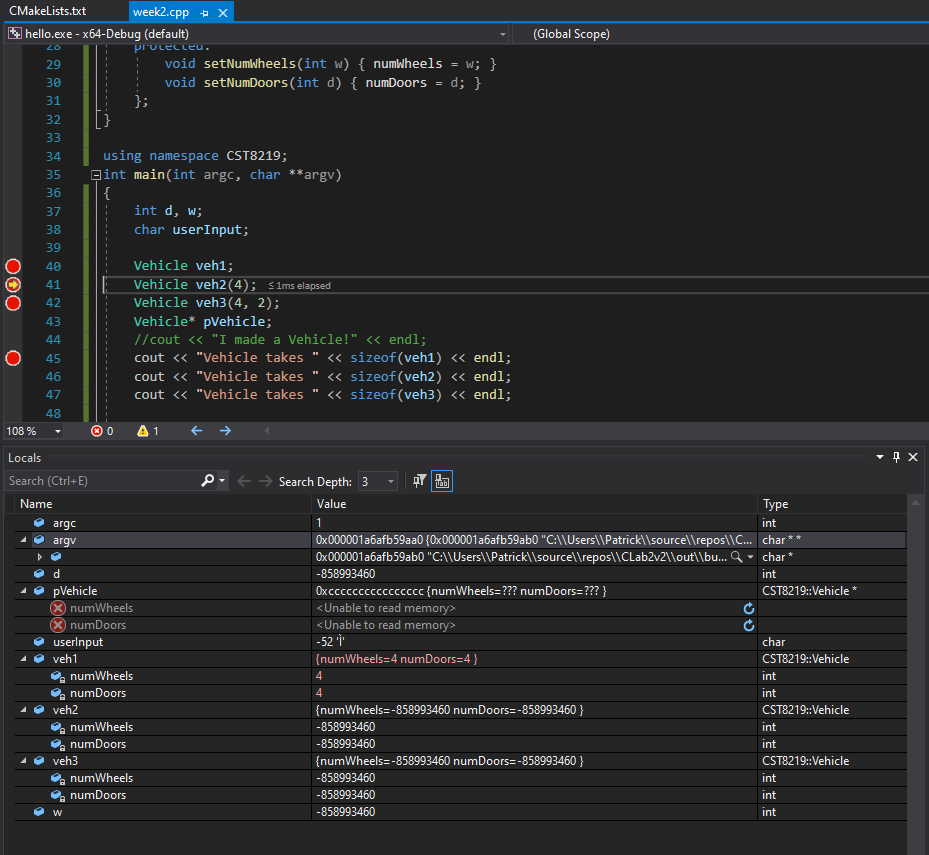 CMakeLists.txt
week2.cpp
hello.exe - x64-Debug (default)
(Global Scope)
28 protected:
29 void setNumWheels(int w) { numWheels = w; }
30 void setNumDoors(int d) { numDoors = d; }
31 };
32 }
33
34 using namespace CST8219;
35 int main(int argc, char **argv)
36 {
37 int d, w;
38 char userInput;
39
40 Vehicle veh1;
41 Vehicle veh2(4); ≤ 1ms elapsed
42 Vehicle veh3(4, 2);
43 Vehicle* pVehicle;
44 //cout << "I made a Vehicle!" << endl;
45 cout << "Vehicle takes " << sizeof(veh1) << endl;
46 cout << "Vehicle takes " << sizeof(veh2) << endl;
47 cout << "Vehicle takes " << sizeof(veh3) << endl;
48
108 % 0 1
Locals
Search (Ctrl+E) Search Depth: 3
Name Value Type
argc 1 int
argv 0x000001a6afb59aa0 {0x000001a6afb59ab0 "C:\\Users\\Patrick\\source\\repos\\C... char * *
0x000001a6afb59ab0 "C:\\Users\\Patrick\\source\\repos\\CLab2v2\\out\\bu... char *
d -858993460 int
pVehicle 0xcccccccccccccccc {numWheels=??? numDoors=??? } CST8219::Vehicle *
numWheels <Unable to read memory>
numDoors <Unable to read memory>
userInput -52 'Ì' char
veh1 {numWheels=4 numDoors=4 } CST8219::Vehicle
numWheels 4 int
numDoors 4 int
veh2 {numWheels=-858993460 numDoors=-858993460 } CST8219::Vehicle
numWheels -858993460 int
numDoors -858993460 int
veh3 {numWheels=-858993460 numDoors=-858993460 } CST8219::Vehicle
numWheels -858993460 int
numDoors -858993460 int
w -858993460 int